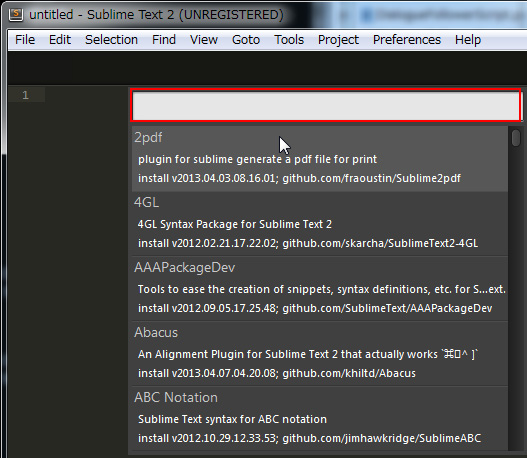 untitled - Sublime Text 2 (UNREGISTERED)
File Edit Selection Find View Goto Tools Project Preferences Help
1
2pdf
plugin for sublime generate a pdf file for print
install v2013.04.03.08.16.01; github.com/fraoustin/Sublime2pdf
4GL
4GL Syntax Package for Sublime Text 2
install v2012.02.21.17.22.02; github.com/skarcha/SublimeText2-4GL
AAAPackageDev
Tools to ease the creation of snippets, syntax definitions, etc. for S...ext.
install v2012.09.05.17.25.48; github.com/SublimeText/AAAPackageDev
Abacus
An Alignment Plugin for Sublime Text 2 that actually works `⌘▯^ ]`
install v2013.04.07.04.20.08; github.com/khiltd/Abacus
ABC Notation
Sublime Text syntax for ABC notation
install v2012.10.29.12.33.53; github.com/jimhawkridge/SublimeABC